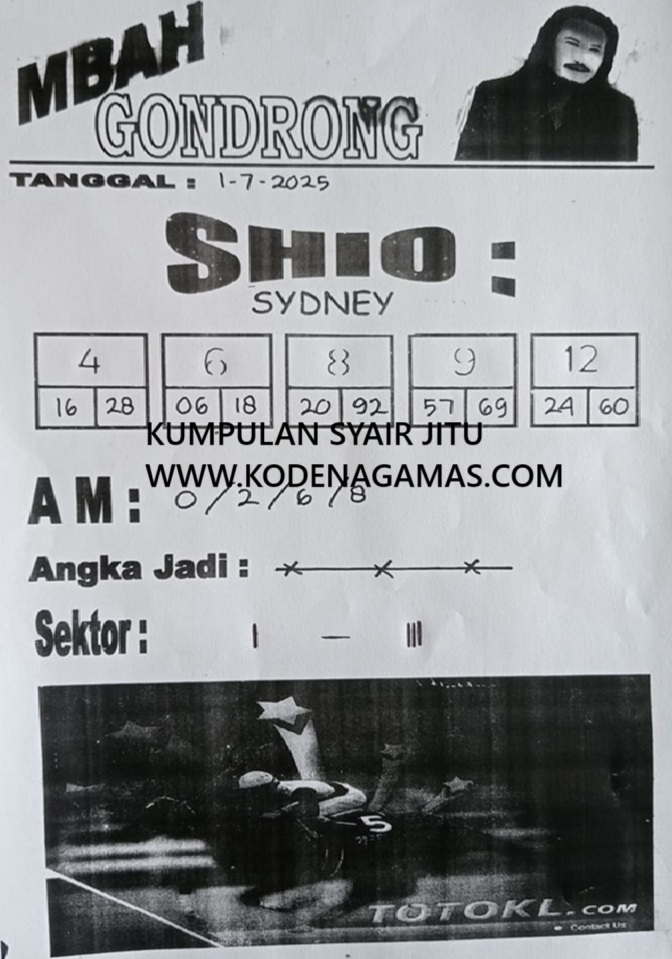 MBAH
GONDRONG
TANGGAL : 1-7-2025
SHIO :
SYDNEY
4 6 8 9 12
16 28 06 18 20 92 57 69 24 60
KUMPULAN SYAIR JITU
WWW.KODENAGAMAS.COM
AM : 0/2/6/8
Angka Jadi : x x x
Sektor : I - III
5
TOTOKL.COM
Contact Us